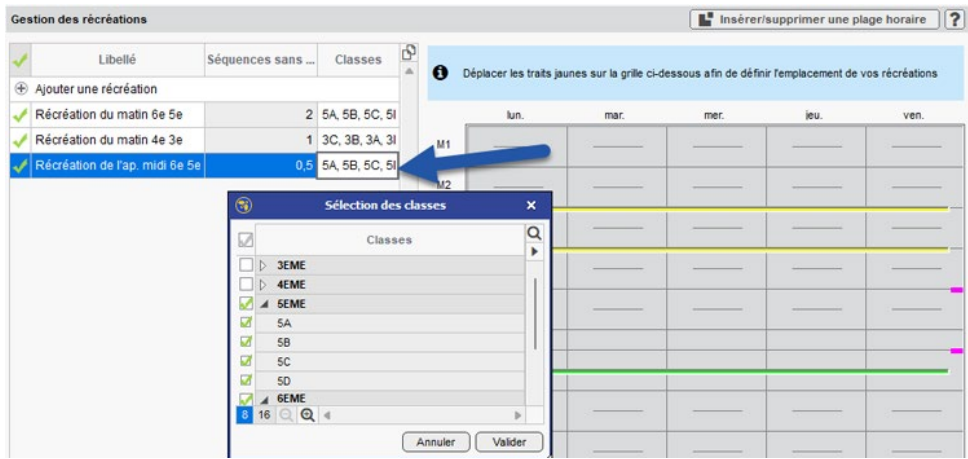 Gestion des récréations
Insérer/supprimer une plage horaire ?
Libellé Séquences sans ... Classes
Ajouter une récréation
Récréation du matin 6e 5e 2 5A, 5B, 5C, 5I
Récréation du matin 4e 3e 1 3C, 3B, 3A, 3I
Récréation de l'ap. midi 6e 5e 0,5 5A, 5B, 5C, 5I
Déplacer les traits jaunes sur la grille ci-dessous afin de définir l'emplacement de vos récréations
lun. mar. mer. jeu. ven.
M1
M2
Sélection des classes
Classes
3EME
4EME
5EME
5A
5B
5C
5D
6EME
8 16
Annuler Valider